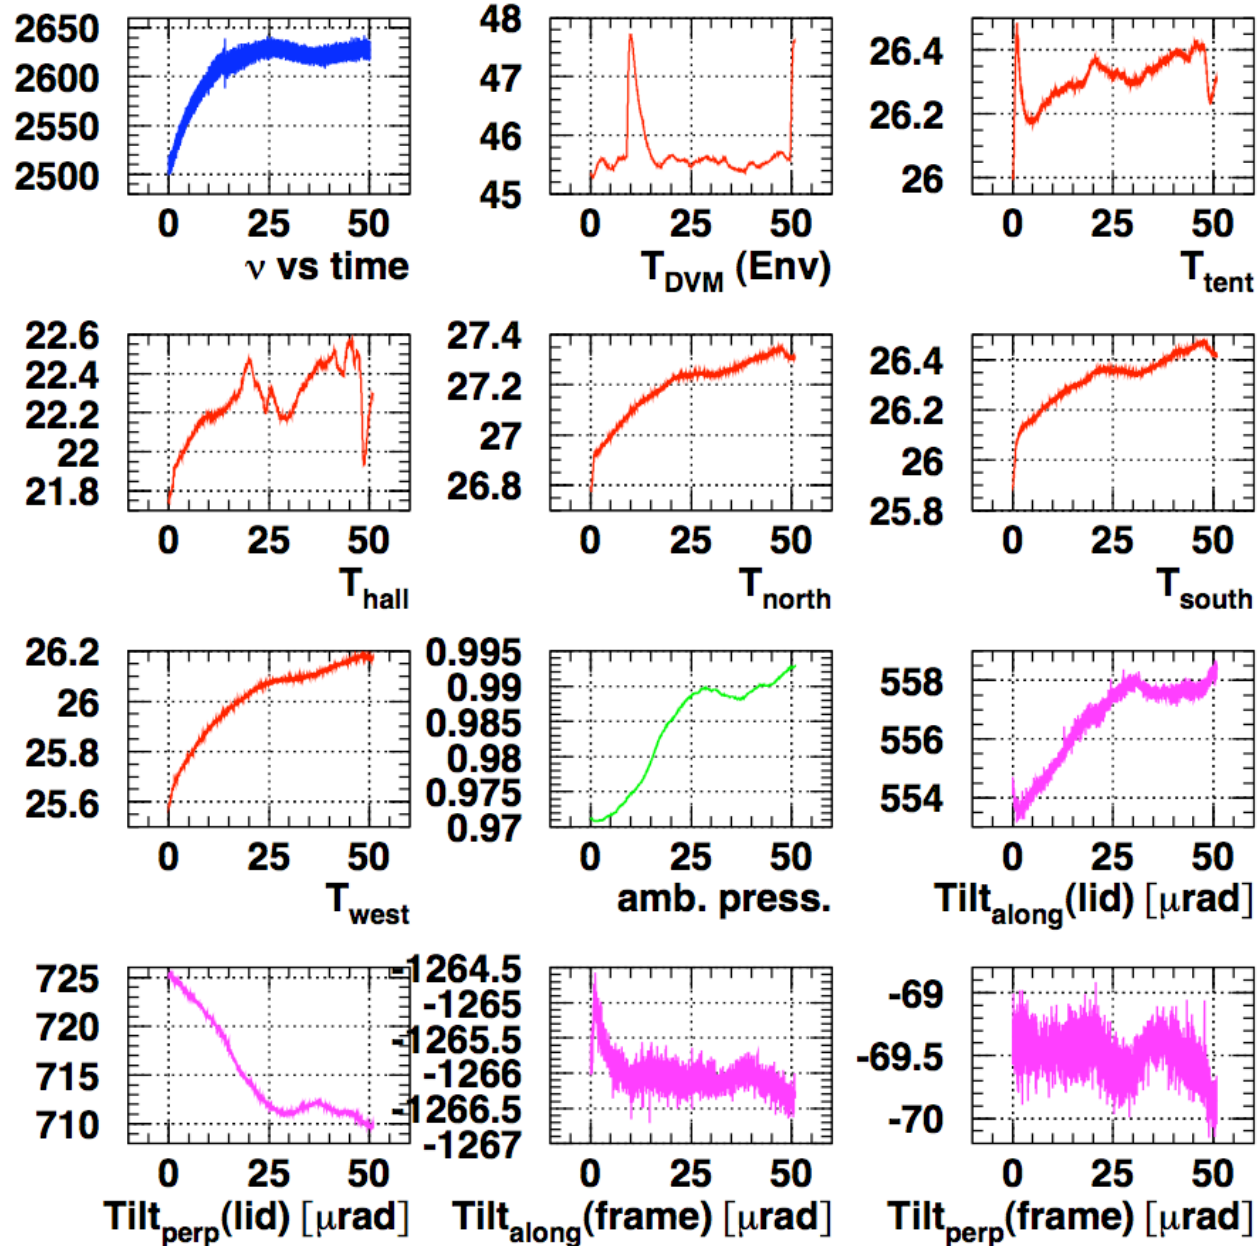 2650
2600
2550
2500
0 25 50
ν vs time
48
47
46
45
0 25 50
T_DVM (Env)
26.4
26.2
26
0 25 50
T_tent
22.6
22.4
22.2
22
21.8
0 25 50
T_hall
27.4
27.2
27
26.8
0 25 50
T_north
26.4
26.2
26
25.8
0 25 50
T_south
26.2
26
25.8
25.6
0 25 50
T_west
0.995
0.99
0.985
0.98
0.975
0.97
0 25 50
amb. press.
558
556
554
0 25 50
Tilt_along(lid) [μrad]
725
720
715
710
0 25 50
Tilt_perp(lid) [μrad]
-1264.5
-1265
-1265.5
-1266
-1266.5
-1267
0 25 50
Tilt_along(frame) [μrad]
-69
-69.5
-70
0 25 50
Tilt_perp(frame) [μrad]